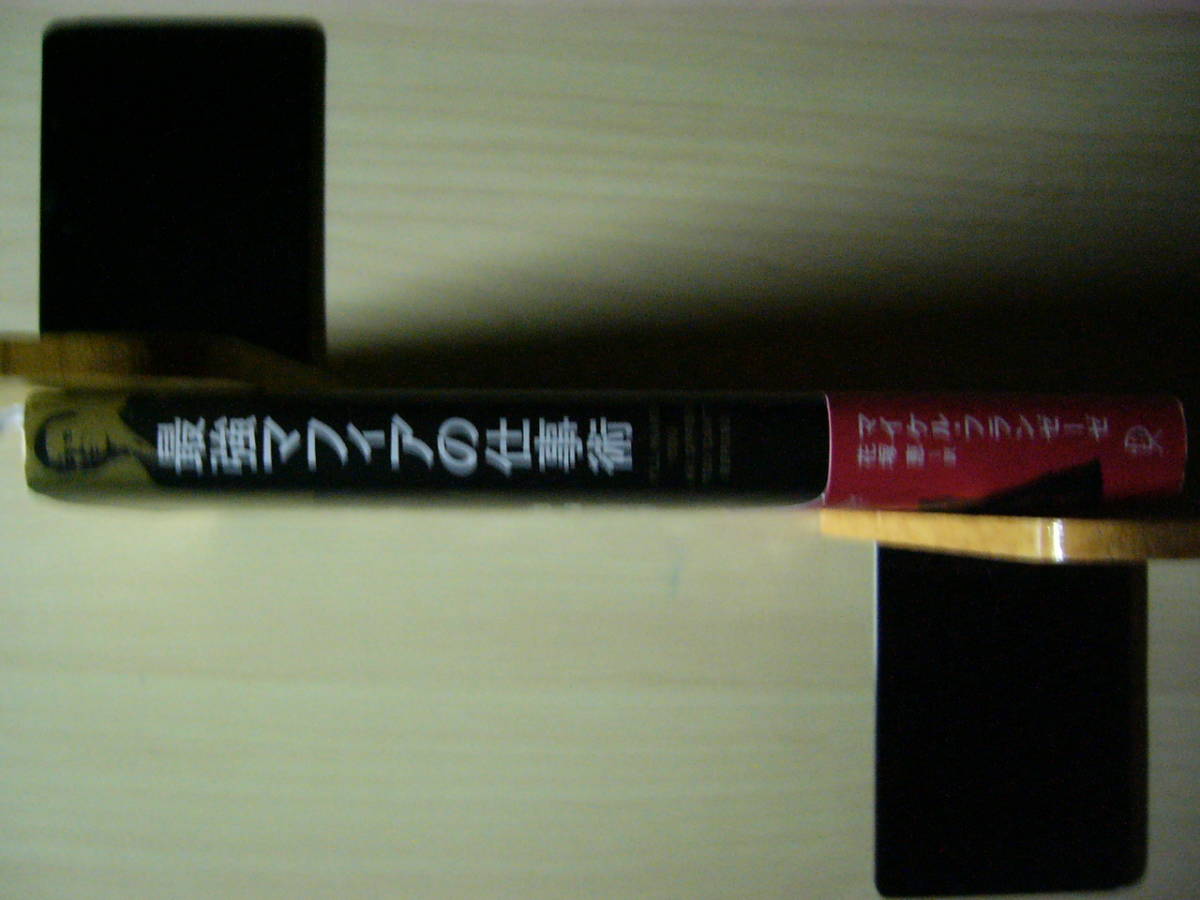 最強マフィアの仕事術
マイケル・フランゼーゼ
花塚 恵=訳